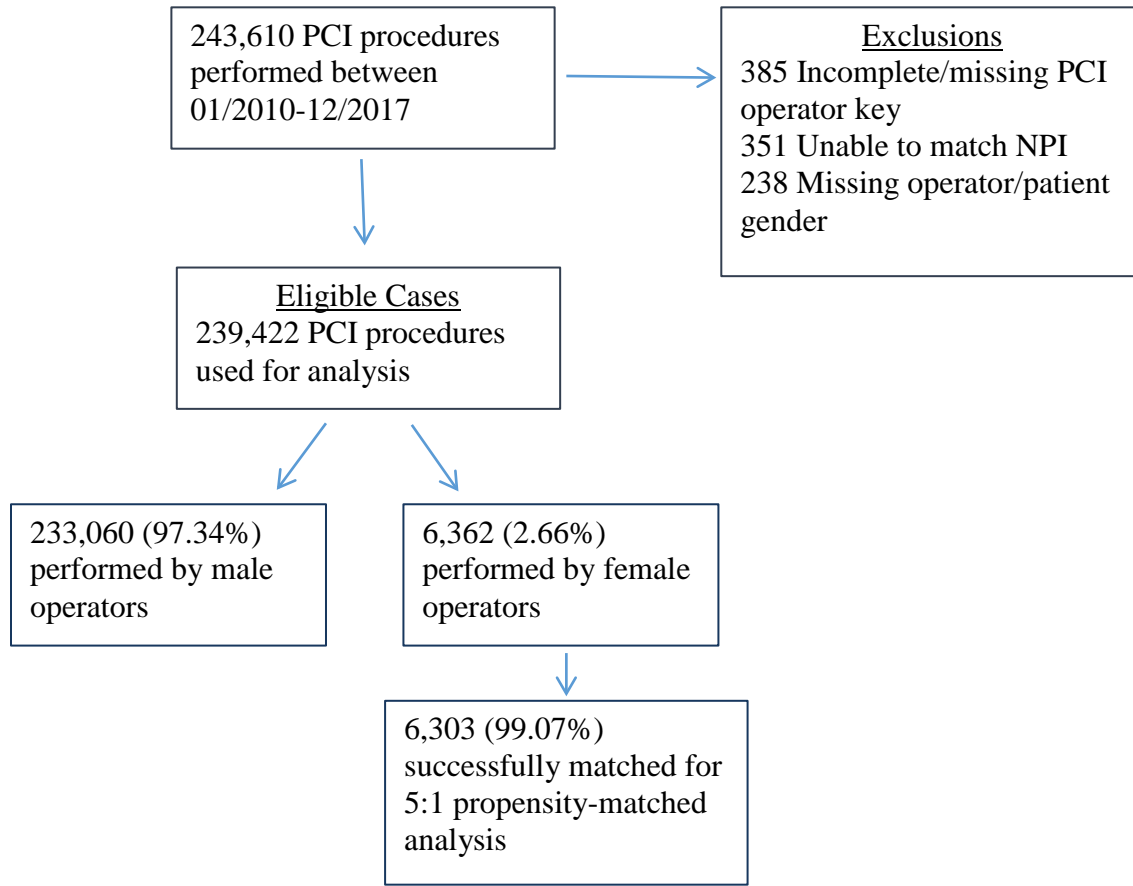 243,610 PCI procedures
performed between
01/2010-12/2017
Exclusions
385 Incomplete/missing PCI
operator key
351 Unable to match NPI
238 Missing operator/patient
gender
Eligible Cases
239,422 PCI procedures
used for analysis
233,060 (97.34%)
performed by male
operators
6,362 (2.66%)
performed by female
operators
6,303 (99.07%)
successfully matched for
5:1 propensity-matched
analysis